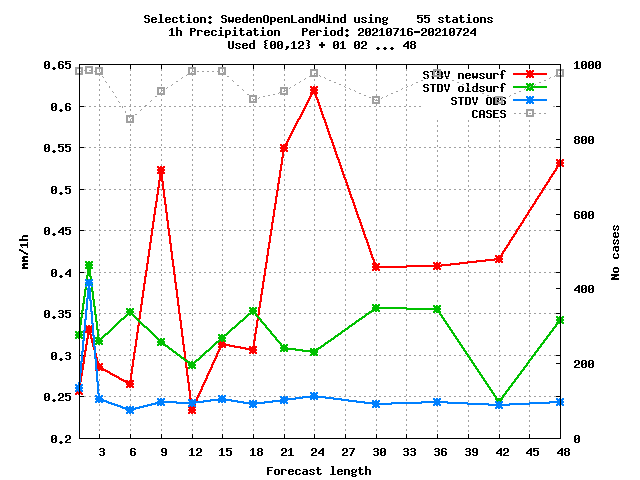 Selection: SwedenOpenLandWind using    55 stations
1h Precipitation   Period: 20210716-20210724
Used {00,12} + 01 02 ... 48
0.65
0.6
0.55
0.5
0.45
0.4
0.35
0.3
0.25
0.2
mm/1h
1000
800
600
400
200
0
No cases
STDV newsurf
STDV oldsurf
STDV OBS
CASES
3 6 9 12 15 18 21 24 27 30 33 36 39 42 45 48
Forecast length